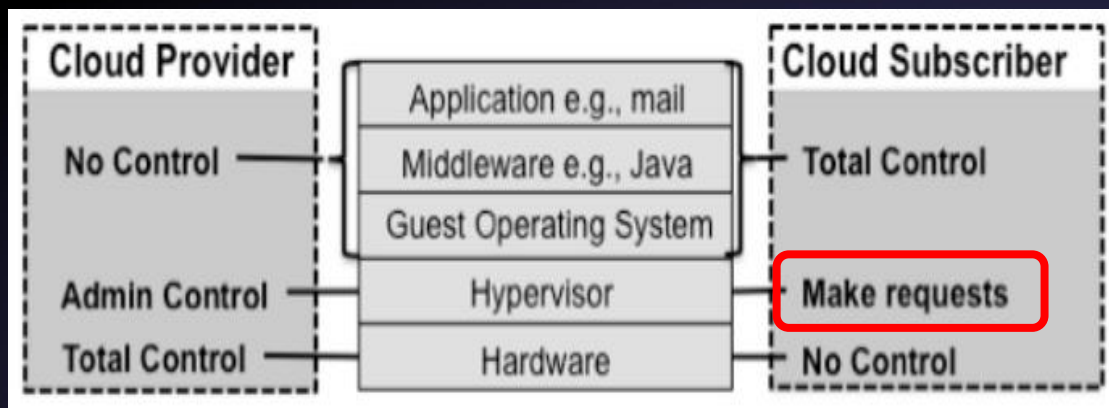 Cloud Provider
No Control
Admin Control
Total Control
Application e.g., mail
Middleware e.g., Java
Guest Operating System
Hypervisor
Hardware
Cloud Subscriber
Total Control
Make requests
No Control